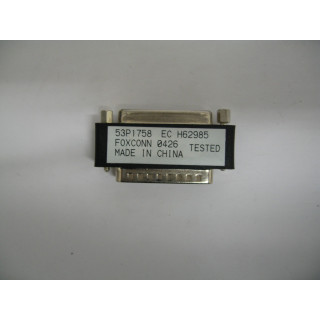 53P1758 EC H62985
FOXCONN 0426 TESTED
MADE IN CHINA